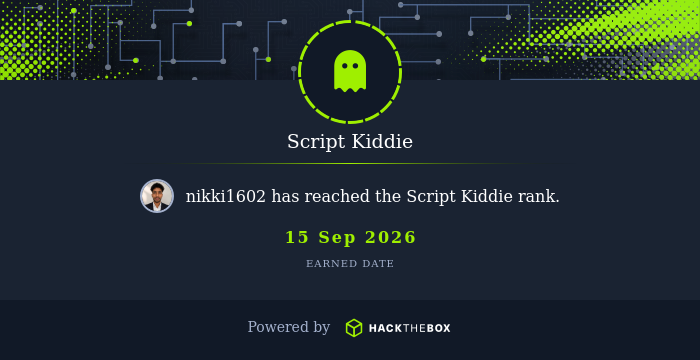 Script Kiddie
nikki1602 has reached the Script Kiddie rank.
15 Sep 2026
EARNED DATE
Powered by HACKTHEBOX